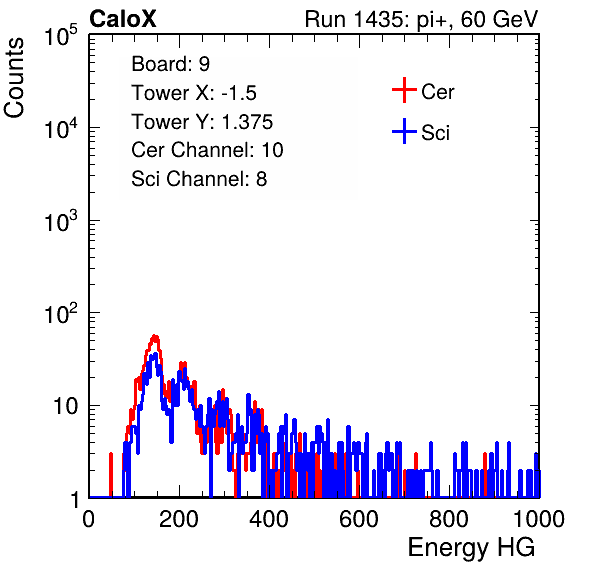 CaloX
Run 1435: pi+, 60 GeV
Counts
10^5
10^4
10^3
10^2
10
1
Board: 9
Tower X: -1.5
Tower Y: 1.375
Cer Channel: 10
Sci Channel: 8
Cer
Sci
0 200 400 600 800 1000
Energy HG